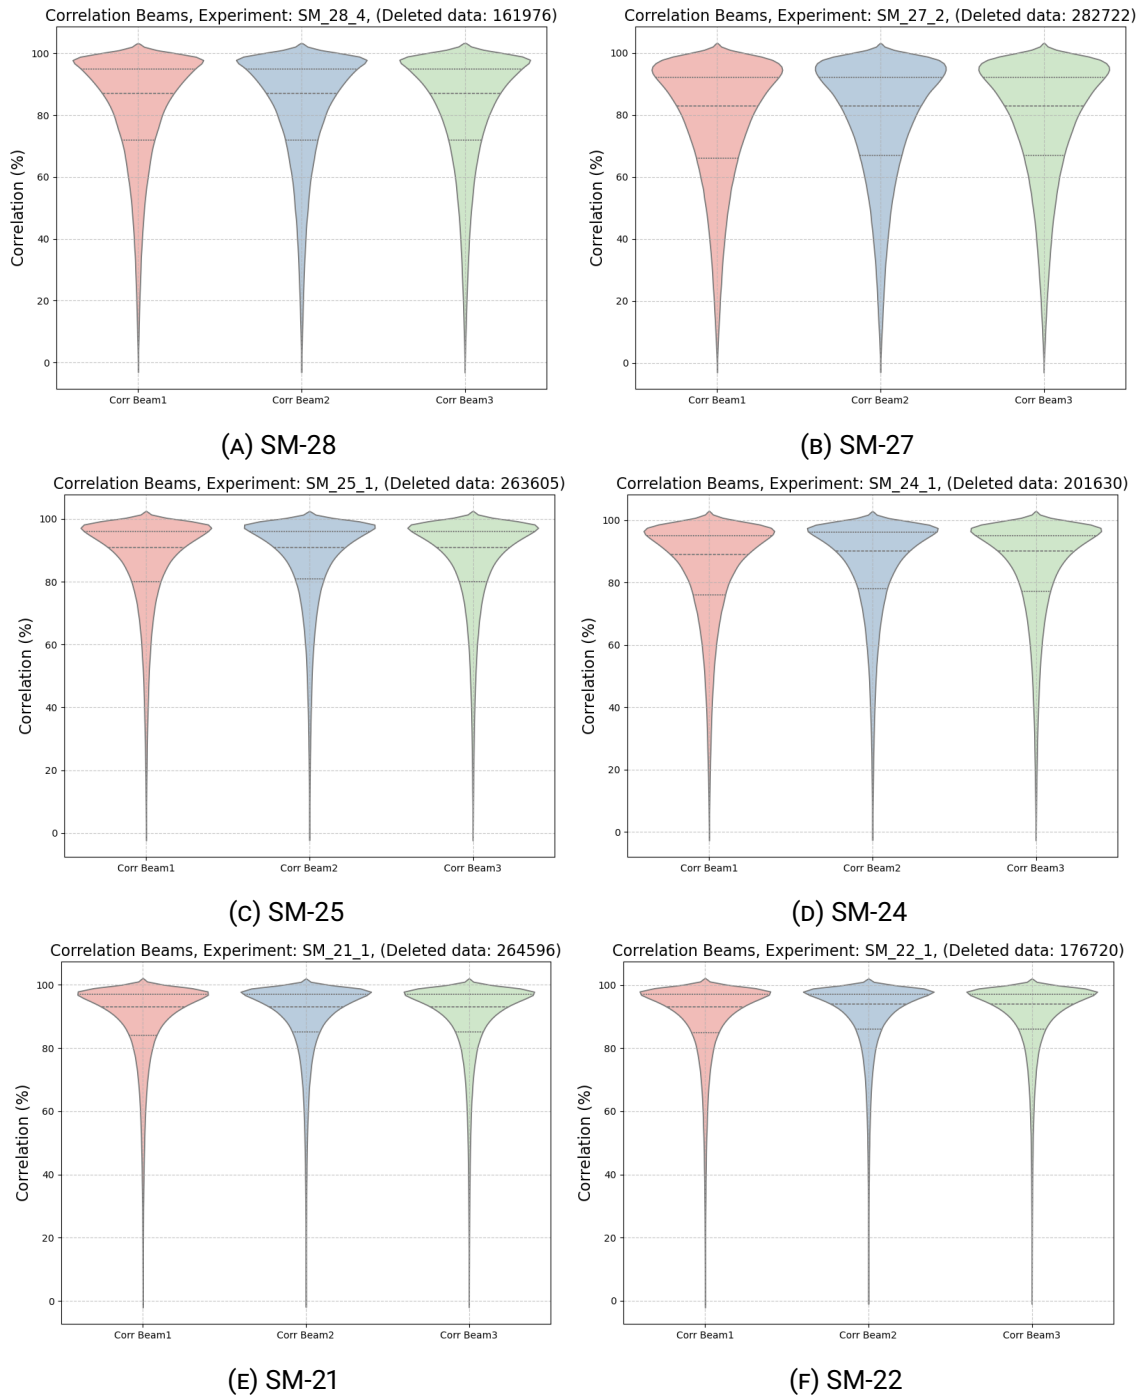 Correlation Beams, Experiment: SM_28_4, (Deleted data: 161976)
Correlation (%)
100
80
60
40
20
0
Corr Beam1 Corr Beam2 Corr Beam3
(A) SM-28
Correlation Beams, Experiment: SM_27_2, (Deleted data: 282722)
Correlation (%)
100
80
60
40
20
0
Corr Beam1 Corr Beam2 Corr Beam3
(B) SM-27
Correlation Beams, Experiment: SM_25_1, (Deleted data: 263605)
Correlation (%)
100
80
60
40
20
0
Corr Beam1 Corr Beam2 Corr Beam3
(C) SM-25
Correlation Beams, Experiment: SM_24_1, (Deleted data: 201630)
Correlation (%)
100
80
60
40
20
0
Corr Beam1 Corr Beam2 Corr Beam3
(D) SM-24
Correlation Beams, Experiment: SM_21_1, (Deleted data: 264596)
Correlation (%)
100
80
60
40
20
0
Corr Beam1 Corr Beam2 Corr Beam3
(E) SM-21
Correlation Beams, Experiment: SM_22_1, (Deleted data: 176720)
Correlation (%)
100
80
60
40
20
0
Corr Beam1 Corr Beam2 Corr Beam3
(F) SM-22